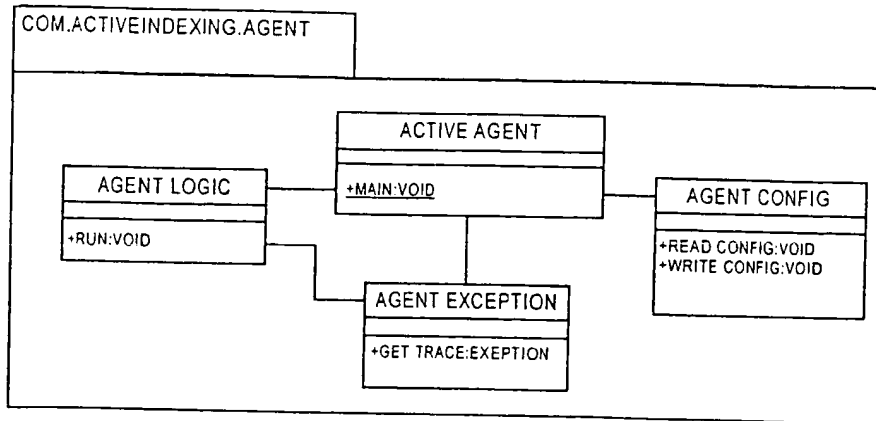 COM.ACTIVEINDEXING.AGENT
ACTIVE AGENT
+MAIN:VOID
AGENT LOGIC
+RUN:VOID
AGENT CONFIG
+READ CONFIG:VOID
+WRITE CONFIG:VOID
AGENT EXCEPTION
+GET TRACE:EXEPTION